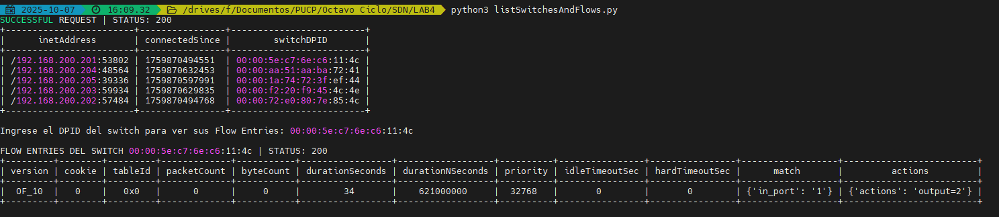 2025-10-07 16:09.32 /drives/f/Documentos/PUCP/Octavo Ciclo/SDN/LAB4 python3 listSwitchesAndFlows.py
SUCCESSFUL REQUEST | STATUS: 200
+-----------------------+----------------+-------------------------+
| inetAddress | connectedSince | switchDPID |
+-----------------------+----------------+-------------------------+
| /192.168.200.201:53802 | 1759870494551 | 00:00:5e:c7:6e:c6:11:4c |
| /192.168.200.204:48564 | 1759870632453 | 00:00:aa:51:aa:ba:72:41 |
| /192.168.200.205:39336 | 1759870597991 | 00:00:1a:74:72:3f:ef:44 |
| /192.168.200.203:59934 | 1759870629835 | 00:00:f2:20:f9:45:4c:4e |
| /192.168.200.202:57484 | 1759870494768 | 00:00:72:e0:80:7e:85:4c |
+-----------------------+----------------+-------------------------+
Ingrese el DPID del switch para ver sus Flow Entries: 00:00:5e:c7:6e:c6:11:4c
FLOW ENTRIES DEL SWITCH 00:00:5e:c7:6e:c6:11:4c | STATUS: 200
+---------+--------+---------+-------------+-----------+-----------------+------------------+----------+----------------+----------------+------------------+-------------------------+
| version | cookie | tableId | packetCount | byteCount | durationSeconds | durationNSeconds | priority | idleTimeoutSec | hardTimeoutSec | match | actions |
+---------+--------+---------+-------------+-----------+-----------------+------------------+----------+----------------+----------------+------------------+-------------------------+
| OF_10 | 0 | 0x0 | 0 | 0 | 34 | 621000000 | 32768 | 0 | 0 | {'in_port': '1'} | {'actions': 'output=2'} |
+---------+--------+---------+-------------+-----------+-----------------+------------------+----------+----------------+----------------+------------------+-------------------------+